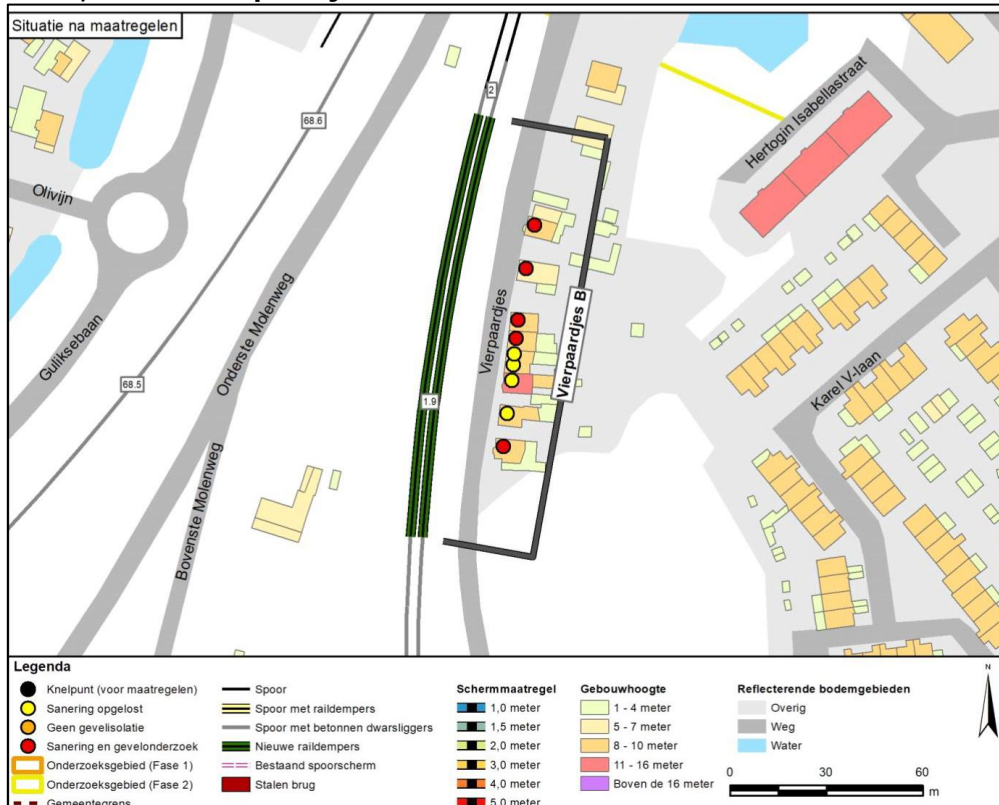 Situatie na maatregelen
Hertogin Isabellastraat
68.6
2
Olivijn
Guliksebaan
Onderste Molenweg
Vierpaardjes
Vierpaardjes B
68.5
1.9
Karel V-laan
Bovenste Molenweg
Legenda
Knelpunt (voor maatregelen)
Sanering opgelost
Geen gevelisolatie
Sanering en gevelonderzoek
Onderzoeksgebied (Fase 1)
Onderzoeksgebied (Fase 2)
Gemeentegrens
Spoor
Spoor met raildempers
Spoor met betonnen dwarsliggers
Nieuwe raildempers
Bestaand spoorscherm
Stalen brug
Schermmaatregel
1,0 meter
1,5 meter
2,0 meter
3,0 meter
4,0 meter
5,0 meter
Gebouwhoogte
1 - 4 meter
5 - 7 meter
8 - 10 meter
11 - 16 meter
Boven de 16 meter
Reflecterende bodemgebieden
Overig
Weg
Water
N
0 30 60
m